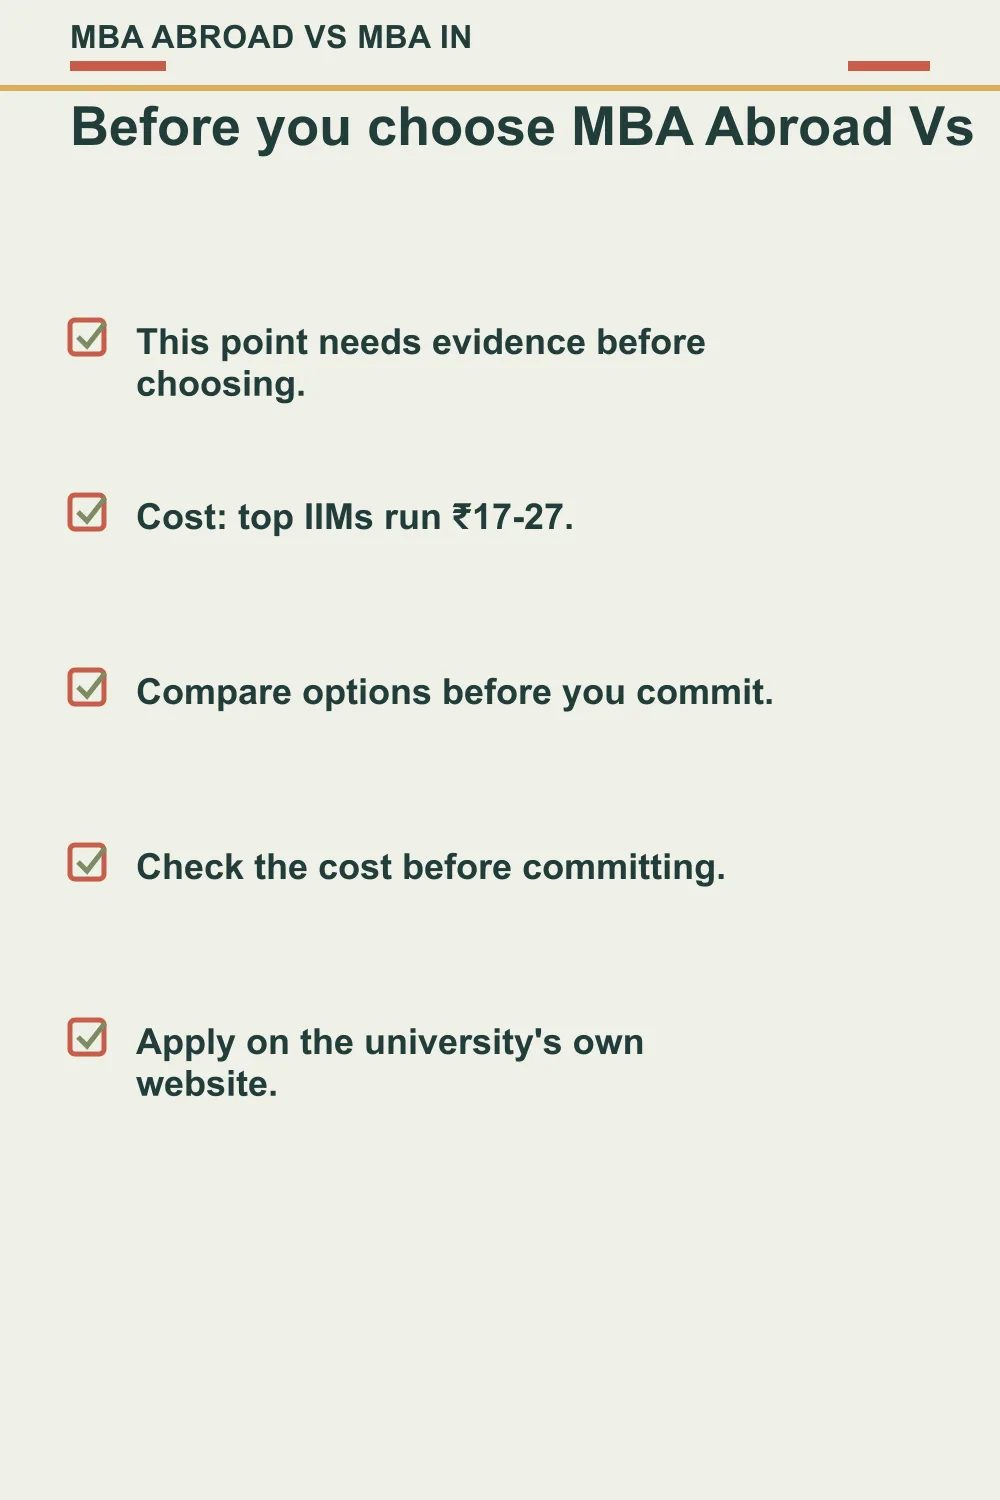 MBA ABROAD VS MBA IN
Before you choose MBA Abroad Vs
This point needs evidence before
choosing.
Cost: top IIMs run ₹17-27.
Compare options before you commit.
Check the cost before committing.
Apply on the university's own
website.